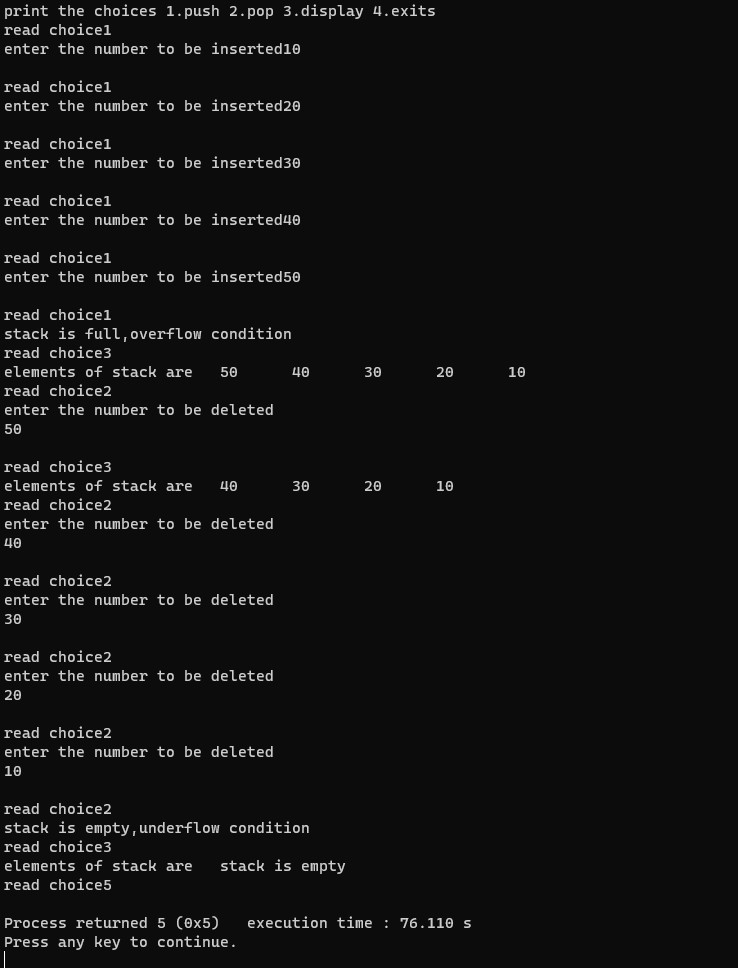 print the choices 1.push 2.pop 3.display 4.exits
read choice1
enter the number to be inserted10
read choice1
enter the number to be inserted20
read choice1
enter the number to be inserted30
read choice1
enter the number to be inserted40
read choice1
enter the number to be inserted50
read choice1
stack is full,overflow condition
read choice3
elements of stack are   50      40      30      20      10
read choice2
enter the number to be deleted
50
read choice3
elements of stack are   40      30      20      10
read choice2
enter the number to be deleted
40
read choice2
enter the number to be deleted
30
read choice2
enter the number to be deleted
20
read choice2
enter the number to be deleted
10
read choice2
stack is empty,underflow condition
read choice3
elements of stack are   stack is empty
read choice5
Process returned 5 (0x5)   execution time : 76.110 s
Press any key to continue.